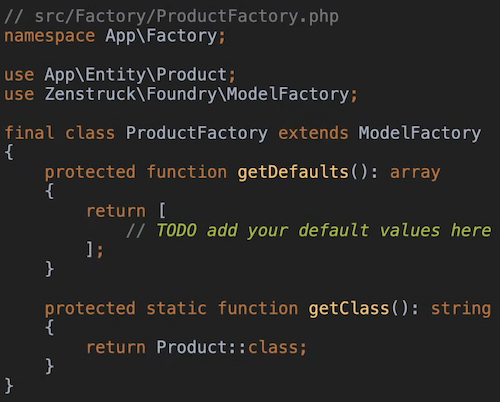 // src/Factory/ProductFactory.php
namespace App\Factory;

use App\Entity\Product;
use Zenstruck\Foundry\ModelFactory;

final class ProductFactory extends ModelFactory
{
    protected function getDefaults(): array
    {
        return [
            // TODO add your default values here
        ];
    }

    protected static function getClass(): string
    {
        return Product::class;
    }
}